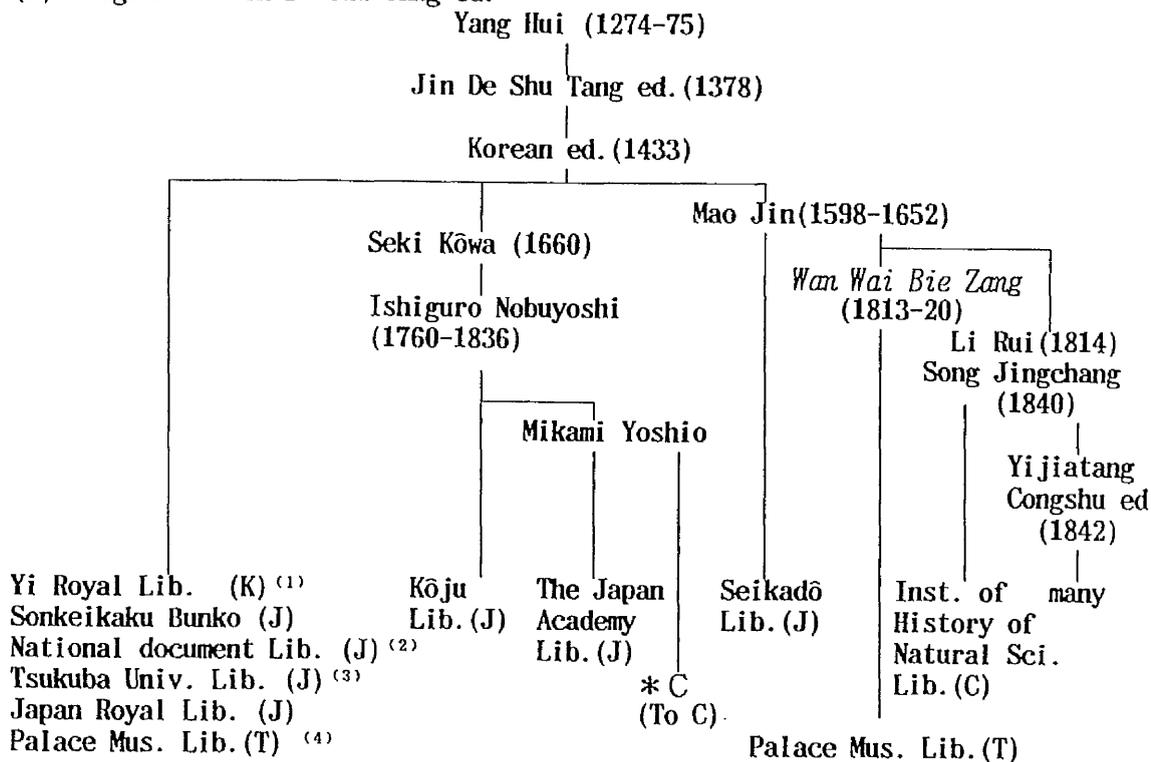 Yang Hui (1274-75)
Jin De Shu Tang ed. (1378)
Korean ed. (1433)
Mao Jin(1598-1652)
Seki Kôwa (1660)
Wan Wai Bie Zang
(1813-20)
Ishiguro Nobuyoshi
(1760-1836)
Li Rui(1814)
Song Jingchang
(1840)
Mikami Yoshio
Yijiatang
Congshu ed
(1842)
Yi Royal Lib. (K) (1)
Sonkeikaku Bunko (J)
National document Lib. (J) (2)
Tsukuba Univ. Lib. (J) (3)
Japan Royal Lib. (J)
Palace Mus. Lib.(T) (4)
Kôju
Lib.(J)
The Japan
Academy
Lib.(J)
* C
(To C)
Seikadô
Lib.(J)
Inst. of
History of
Natural Sci.
Lib.(C)
many
Palace Mus. Lib.(T)